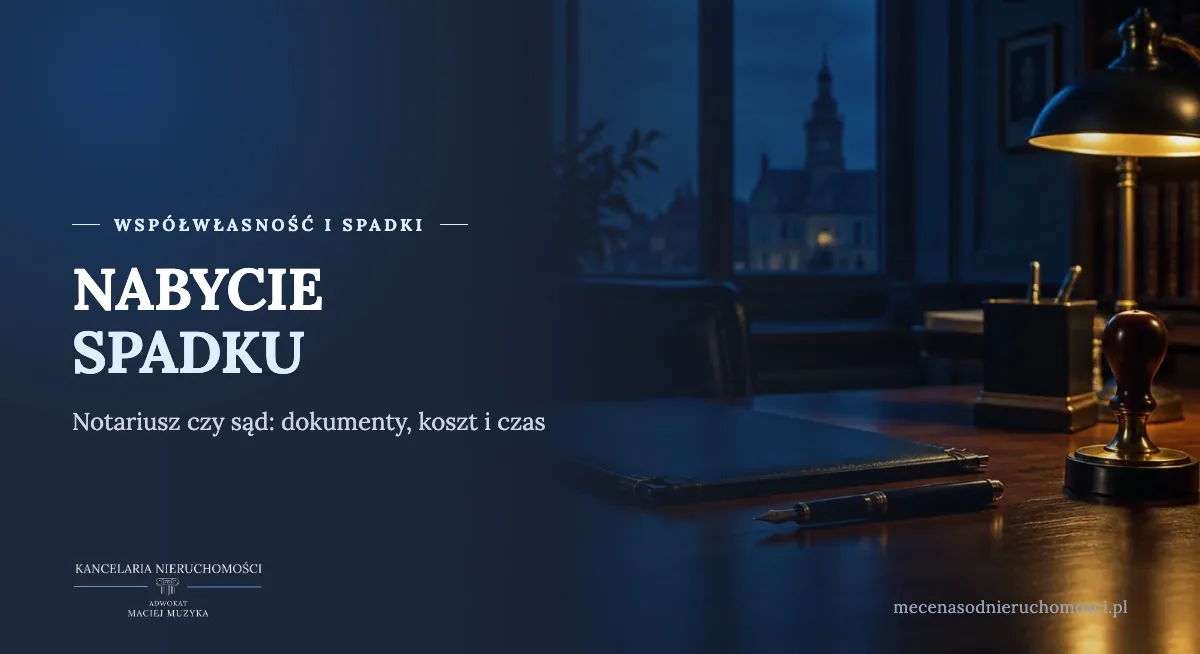 WSPÓŁWŁASNOŚĆ I SPADKI
NABYCIE
SPADKU
Notariusz czy sąd: dokumenty, koszt i czas
KANCELARIA NIERUCHOMOŚCI
ADWOKAT
MACIEJ MUZYKA
mecenasodnieruchomosci.pl